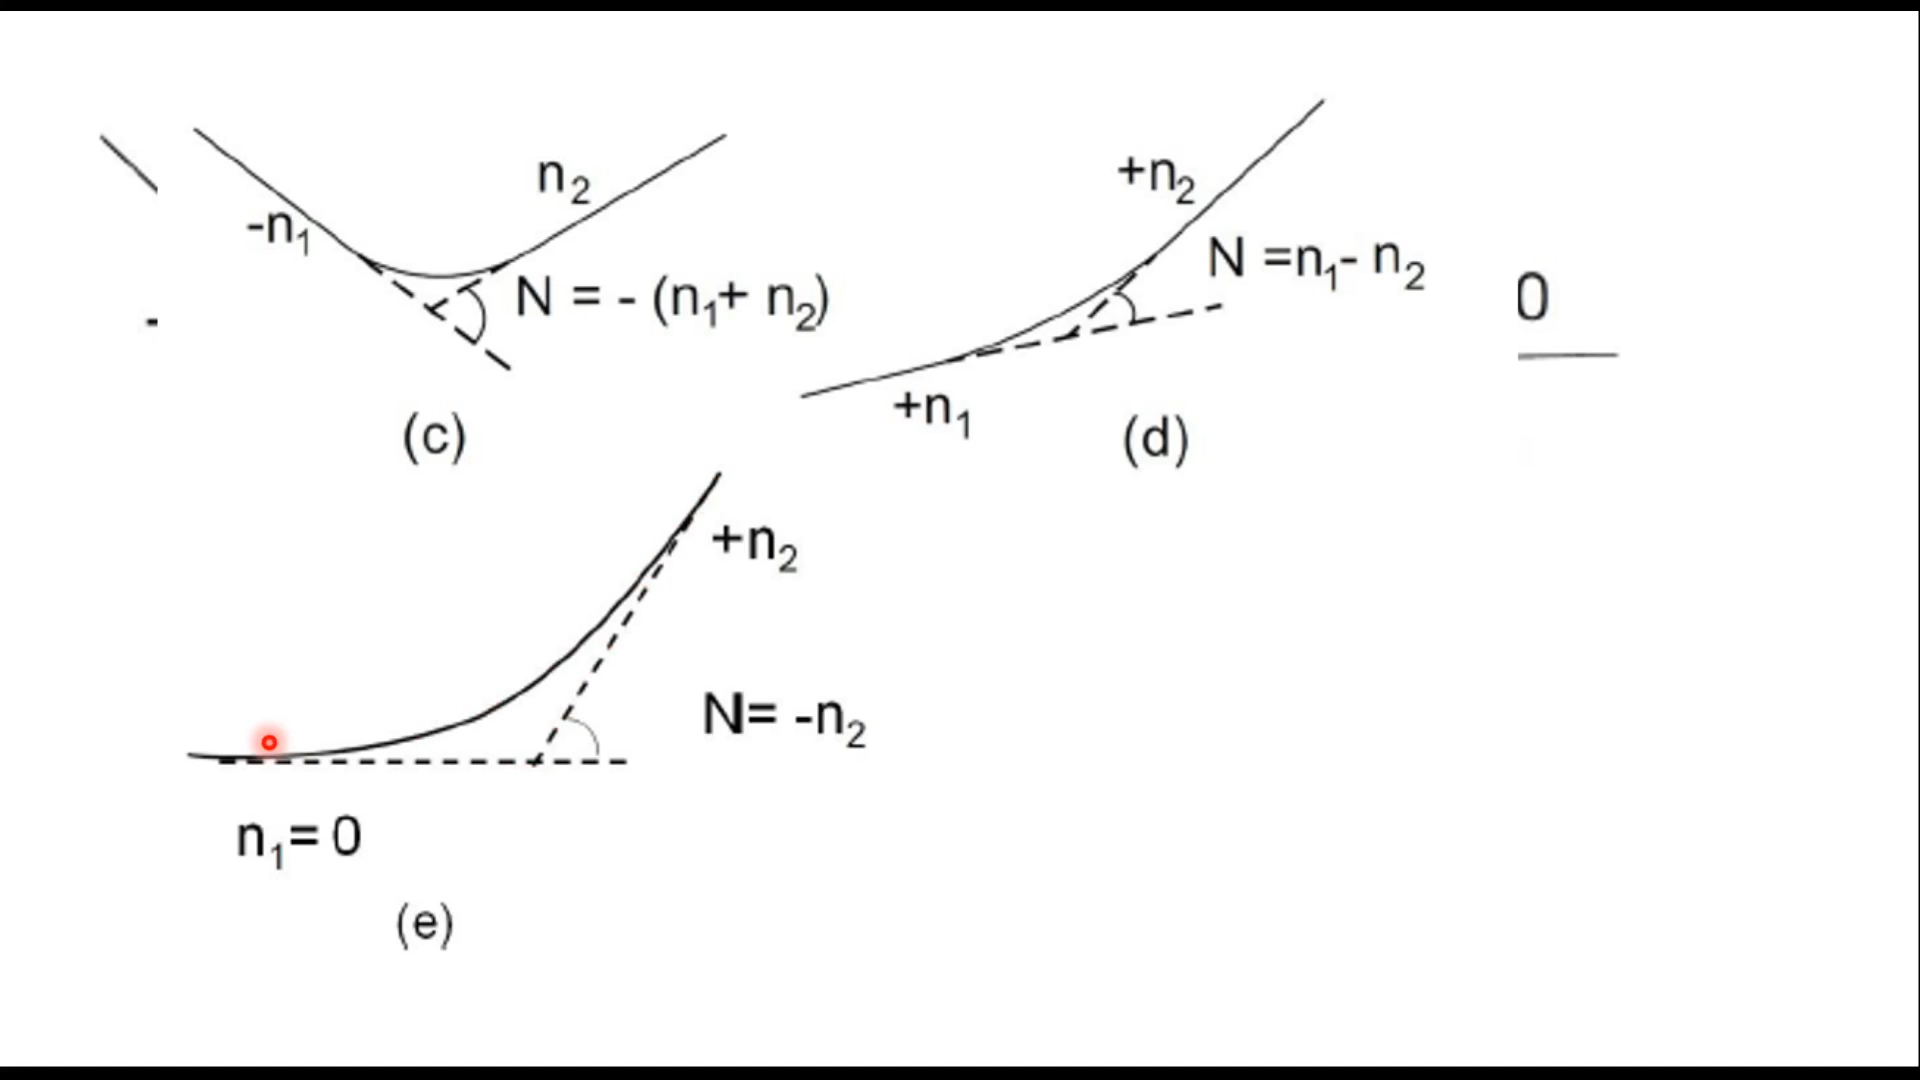 -n₁
n₂
N = - (n₁+ n₂)
(c)
+n₂
N =n₁- n₂
+n₁
(d)
0
-
+n₂
N= -n₂
n₁= 0
(e)